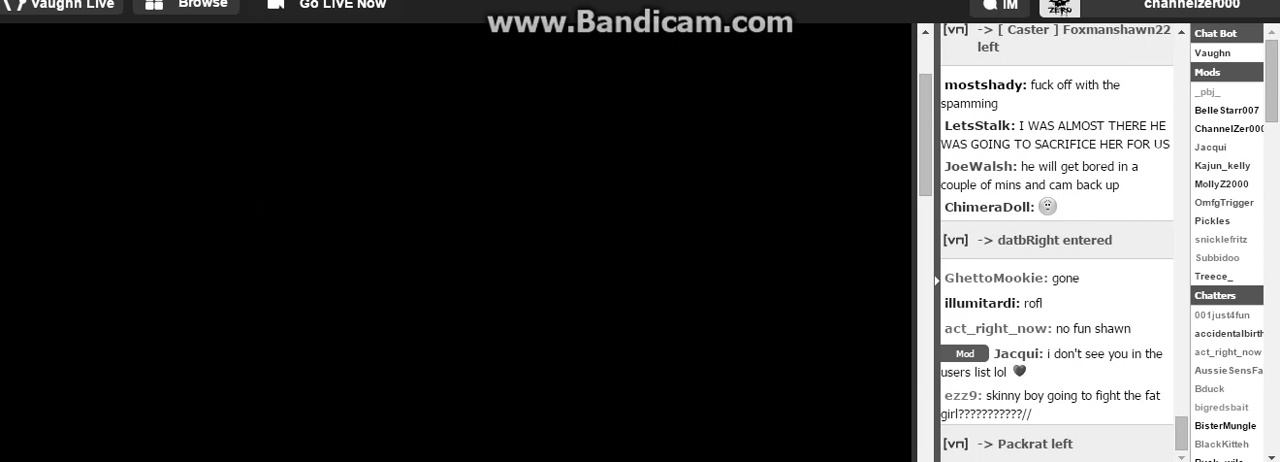 Vaughn Live Browse Go LIVE Now IM channelzer000
www.Bandicam.com
ZERO
[vn] -> [ Caster ] Foxmanshawn22
left
mostshady: fuck off with the
spamming
LetsStalk: I WAS ALMOST THERE HE
WAS GOING TO SACRIFICE HER FOR US
JoeWalsh: he will get bored in a
couple of mins and cam back up
ChimeraDoll:
[vn] -> datbRight entered
GhettoMookie: gone
illumitardi: rofl
act_right_now: no fun shawn
Mod Jacqui: i don't see you in the
users list lol
ezz9: skinny boy going to fight the fat
girl???????????//
[vn] -> Packrat left
Chat Bot
Vaughn
Mods
_pbj_
BelleStarr007
ChannelZer000
Jacqui
Kajun_kelly
MollyZ2000
OmfgTrigger
Pickles
snicklefritz
Subbidoo
Treece_
Chatters
001just4fun
accidentalbirth
act_right_now
AussieSensFa
Bduck
bigredsbait
BisterMungle
BlackKitteh